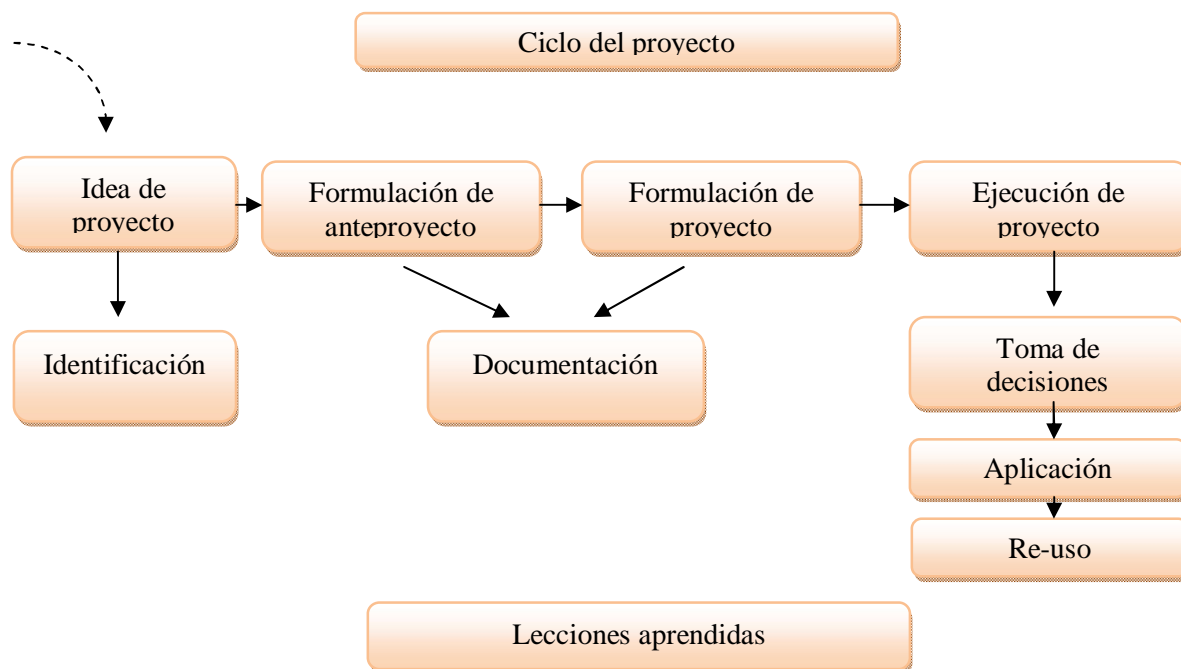 Ciclo del proyecto
Idea de
proyecto
Formulación de
anteproyecto
Formulación de
proyecto
Ejecución de
proyecto
Identificación
Documentación
Toma de
decisiones
Aplicación
Re-uso
Lecciones aprendidas